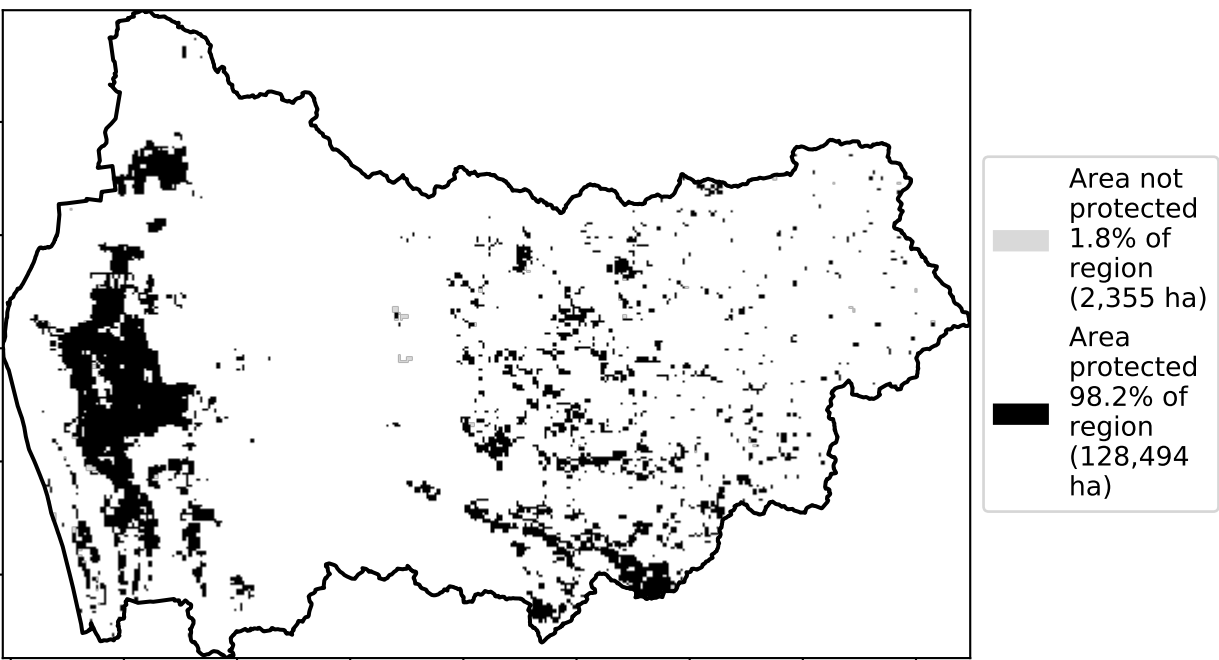 Area not
protected
1.8% of
region
(2,355 ha)
Area
protected
98.2% of
region
(128,494
ha)